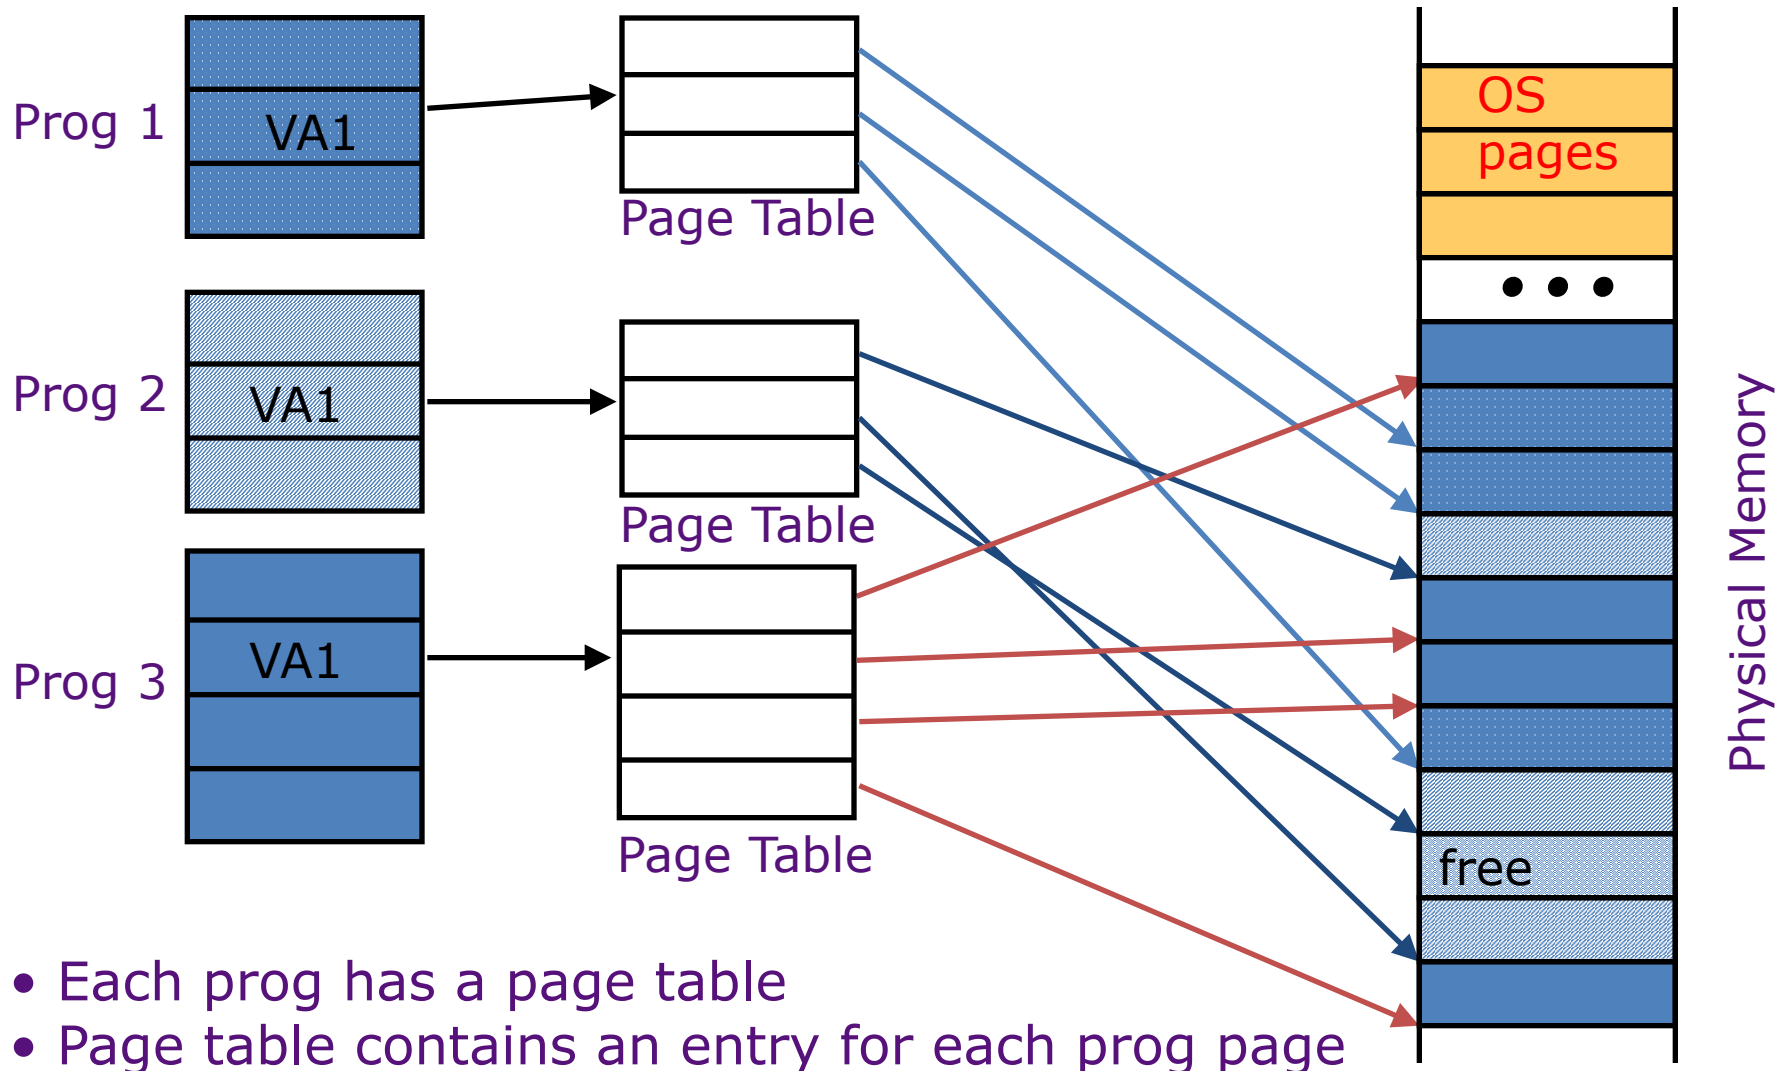 Prog 1
VA1
Page Table
OS
pages
• • •
Prog 2
VA1
Page Table
Prog 3
VA1
Page Table
free
Physical Memory
• Each prog has a page table
• Page table contains an entry for each prog page